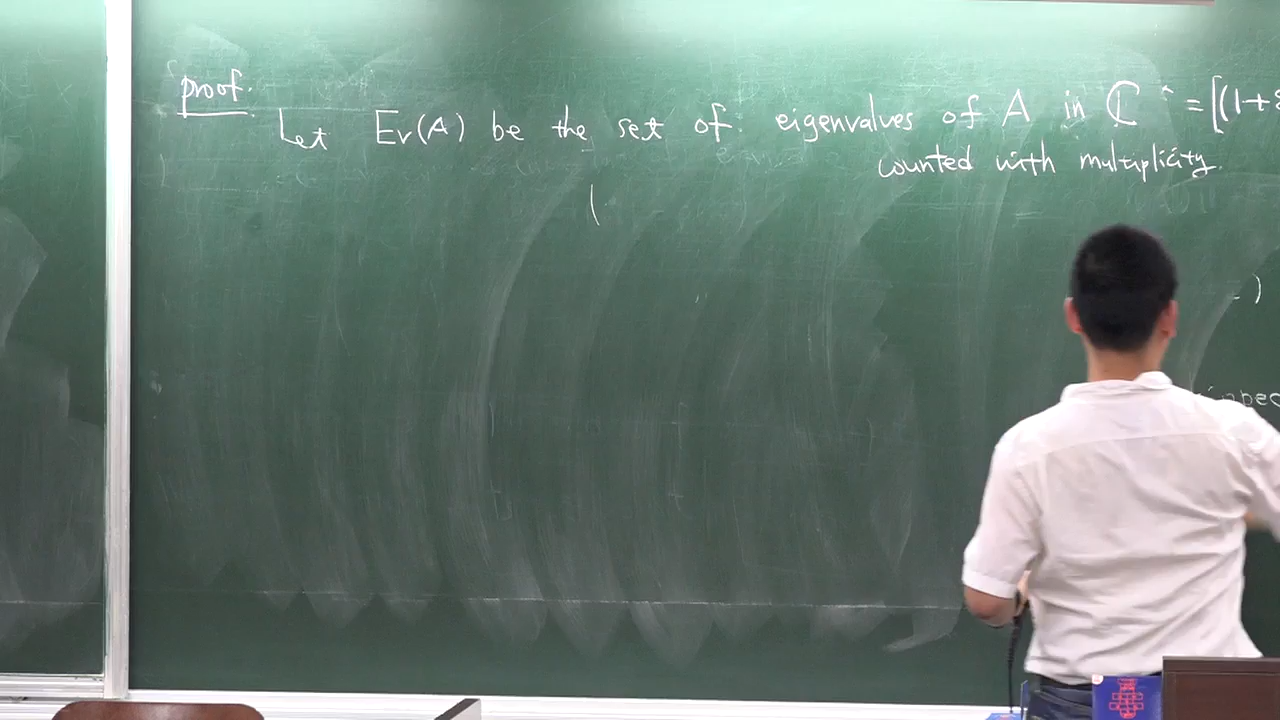 proof.
Let Ev(A) be the set of eigenvalues of A in ℂ = [(1+
counted with multiplicity.
(
)